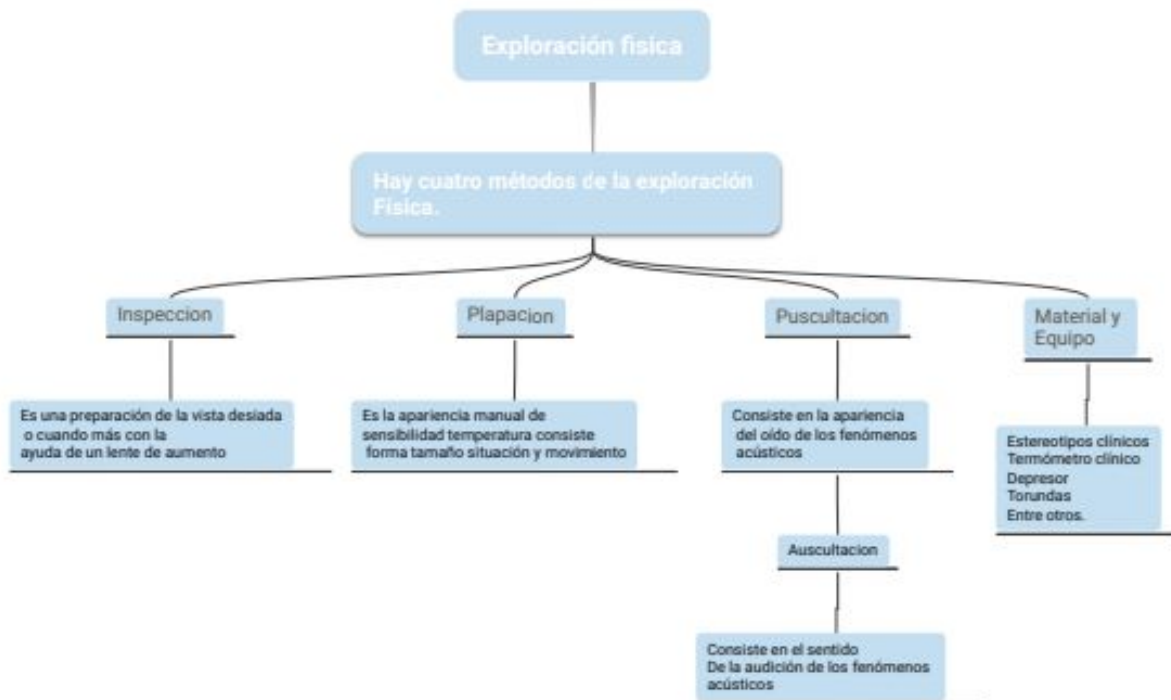 Exploración fisica
Hay cuatro métodos de la exploración
Física.
Inspeccion
Es una preparación de la vista desiada
o cuando más con la
ayuda de un lente de aumento
Plapacion
Es la apariencia manual de
sensibilidad temperatura consiste
forma tamaño situación y movimiento
Puscultacion
Consiste en la apariencia
del oído de los fenómenos
acústicos
Auscultacion
Consiste en el sentido
De la audición de los fenómenos
acústicos
Material y
Equipo
Estereotipos clínicos
Termómetro clínico
Depresor
Torundas
Entre otros.